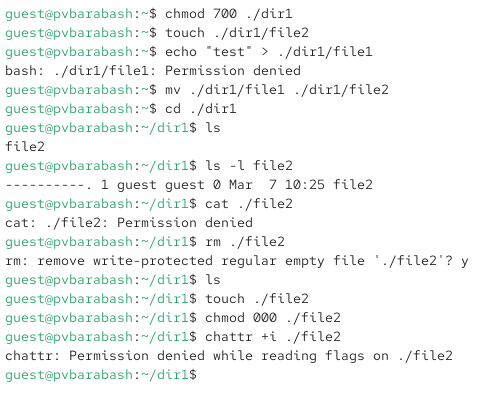 guest@pvbarabash:~$ chmod 700 ./dir1
guest@pvbarabash:~$ touch ./dir1/file2
guest@pvbarabash:~$ echo "test" > ./dir1/file1
bash: ./dir1/file1: Permission denied
guest@pvbarabash:~$ mv ./dir1/file1 ./dir1/file2
guest@pvbarabash:~$ cd ./dir1
guest@pvbarabash:~/dir1$ ls
file2
guest@pvbarabash:~/dir1$ ls -l file2
----------. 1 guest guest 0 Mar  7 10:25 file2
guest@pvbarabash:~/dir1$ cat ./file2
cat: ./file2: Permission denied
guest@pvbarabash:~/dir1$ rm ./file2
rm: remove write-protected regular empty file './file2'? y
guest@pvbarabash:~/dir1$ ls
guest@pvbarabash:~/dir1$ touch ./file2
guest@pvbarabash:~/dir1$ chmod 000 ./file2
guest@pvbarabash:~/dir1$ chattr +i ./file2
chattr: Permission denied while reading flags on ./file2
guest@pvbarabash:~/dir1$